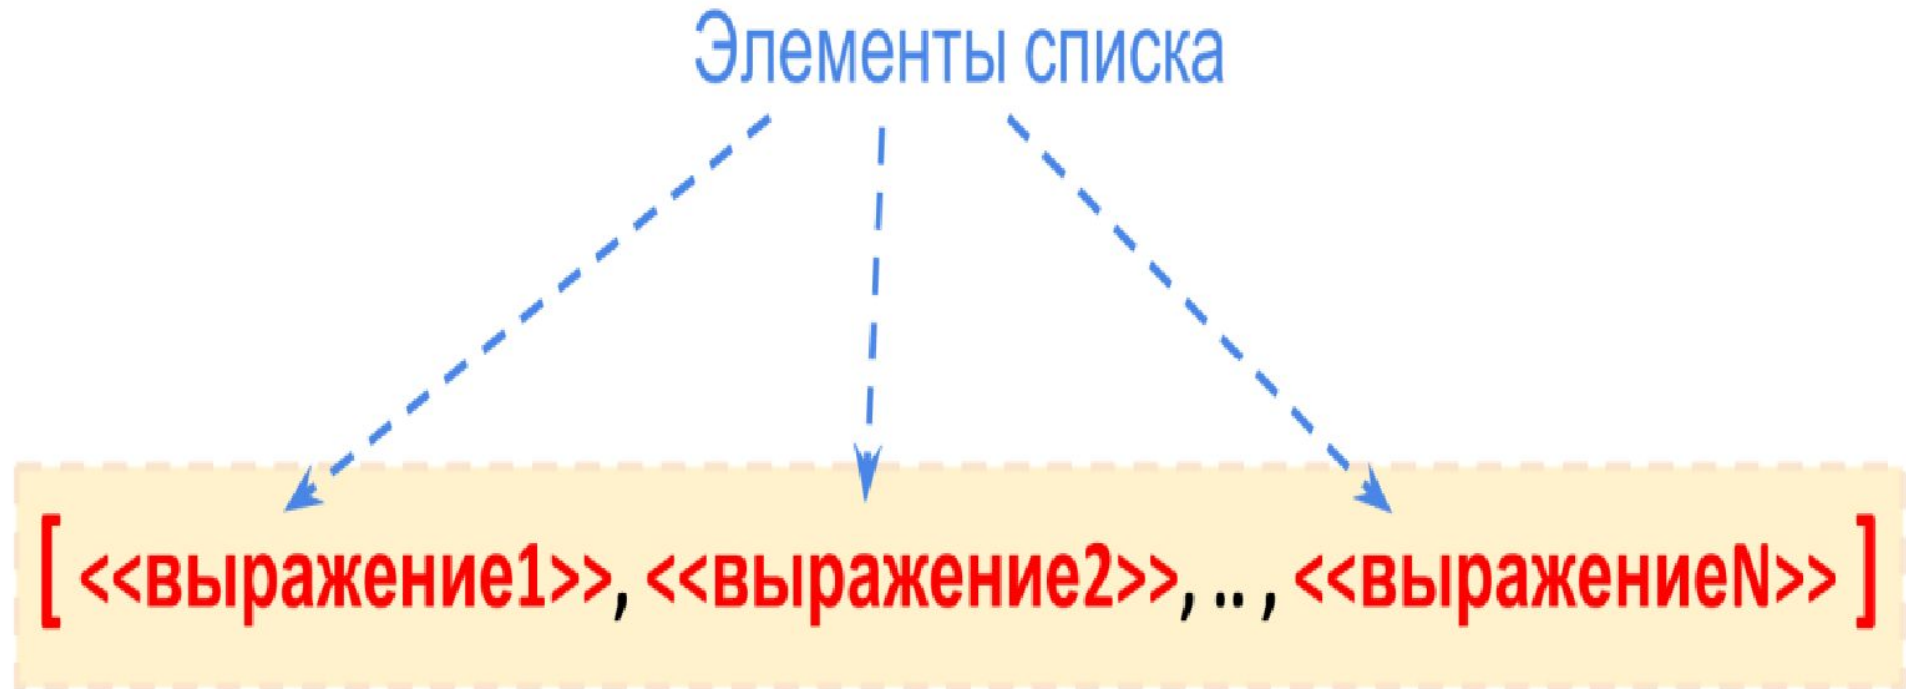 Элементы списка
[ <<выражение1>>, <<выражение2>>, .. , <<выражениеN>> ]